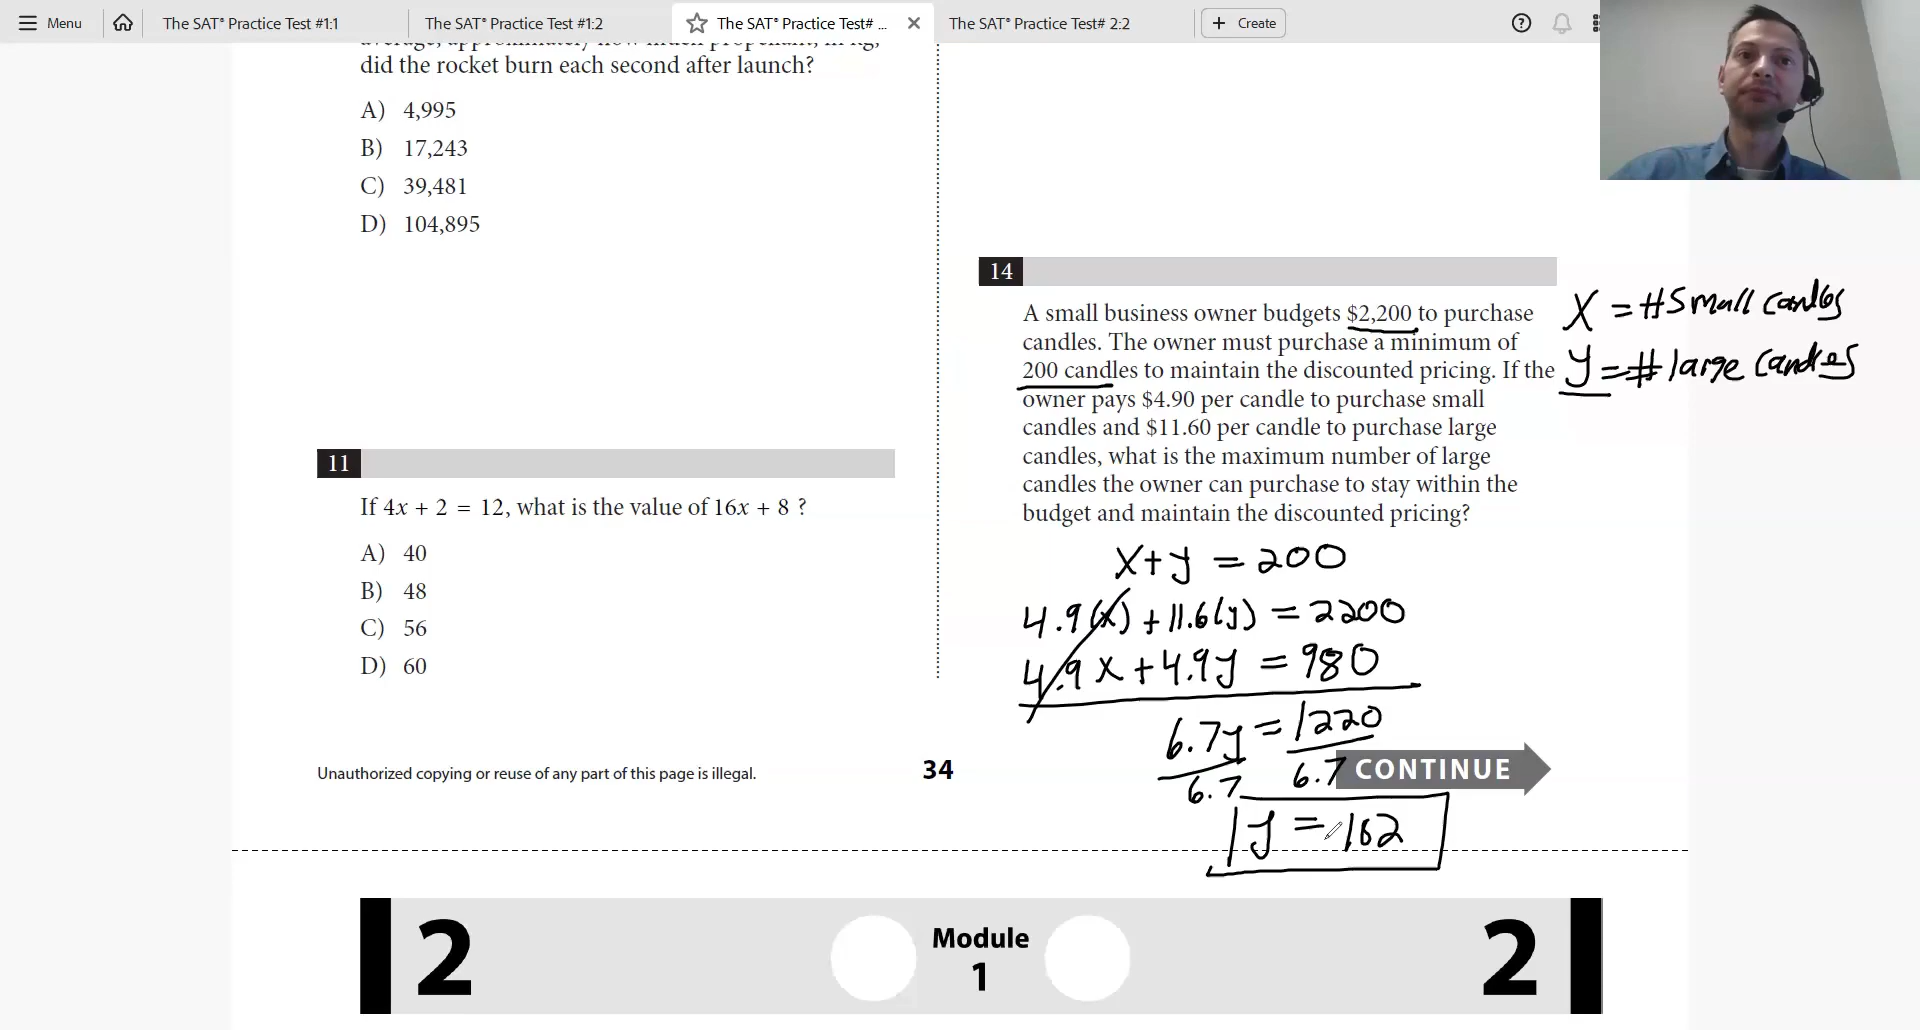 Menu
The SAT® Practice Test #1:1
The SAT® Practice Test #1:2
The SAT® Practice Test# ...
The SAT® Practice Test# 2:2
Create
average, approximately how much propellant, in kg,
did the rocket burn each second after launch?
A) 4,995
B) 17,243
C) 39,481
D) 104,895
11
If 4x + 2 = 12, what is the value of 16x + 8 ?
A) 40
B) 48
C) 56
D) 60
14
A small business owner budgets $2,200 to purchase
candles. The owner must purchase a minimum of
200 candles to maintain the discounted pricing. If the
owner pays $4.90 per candle to purchase small
candles and $11.60 per candle to purchase large
candles, what is the maximum number of large
candles the owner can purchase to stay within the
budget and maintain the discounted pricing?
X = # small candles
y = # large candles
x + y = 200
4.9(x) + 11.6(y) = 2200
4.9x + 4.9y = 980
6.7y = 1220
6.7 6.7
y = 182
Unauthorized copying or reuse of any part of this page is illegal.
34
CONTINUE
2
Module
1
2